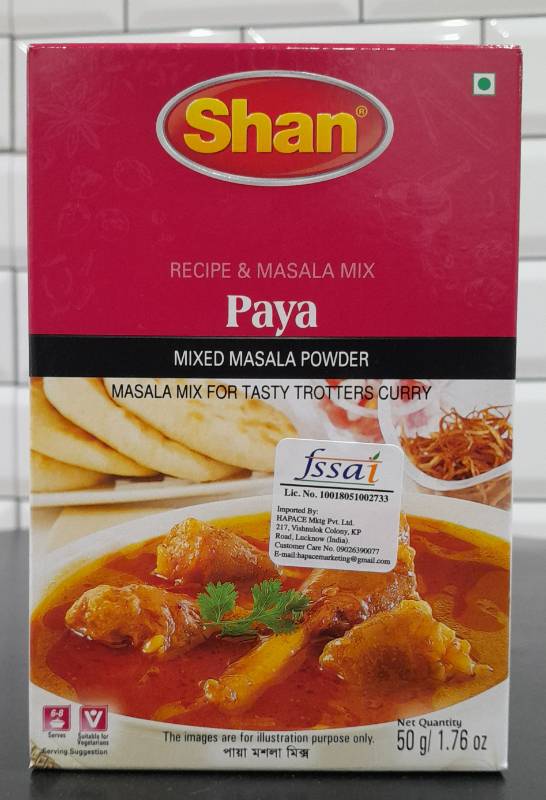 Shan®
RECIPE & MASALA MIX
Paya
MIXED MASALA POWDER
MASALA MIX FOR TASTY TROTTERS CURRY
fssai
Lic. No. 10018051002733
Imported By:
HAPACE Mktg Pvt. Ltd.
217, Vishnulok Colony, KP
Road, Lucknow (India).
Customer Care No. 09026390077
E-mail:hapacemarketing@gmail.com
6-8
Serves
V
Suitable for
Vegetarians
Serving Suggestion
The images are for illustration purpose only.
পায়া মশলা মিক্স
Net Quantity
50 g/ 1.76 oz